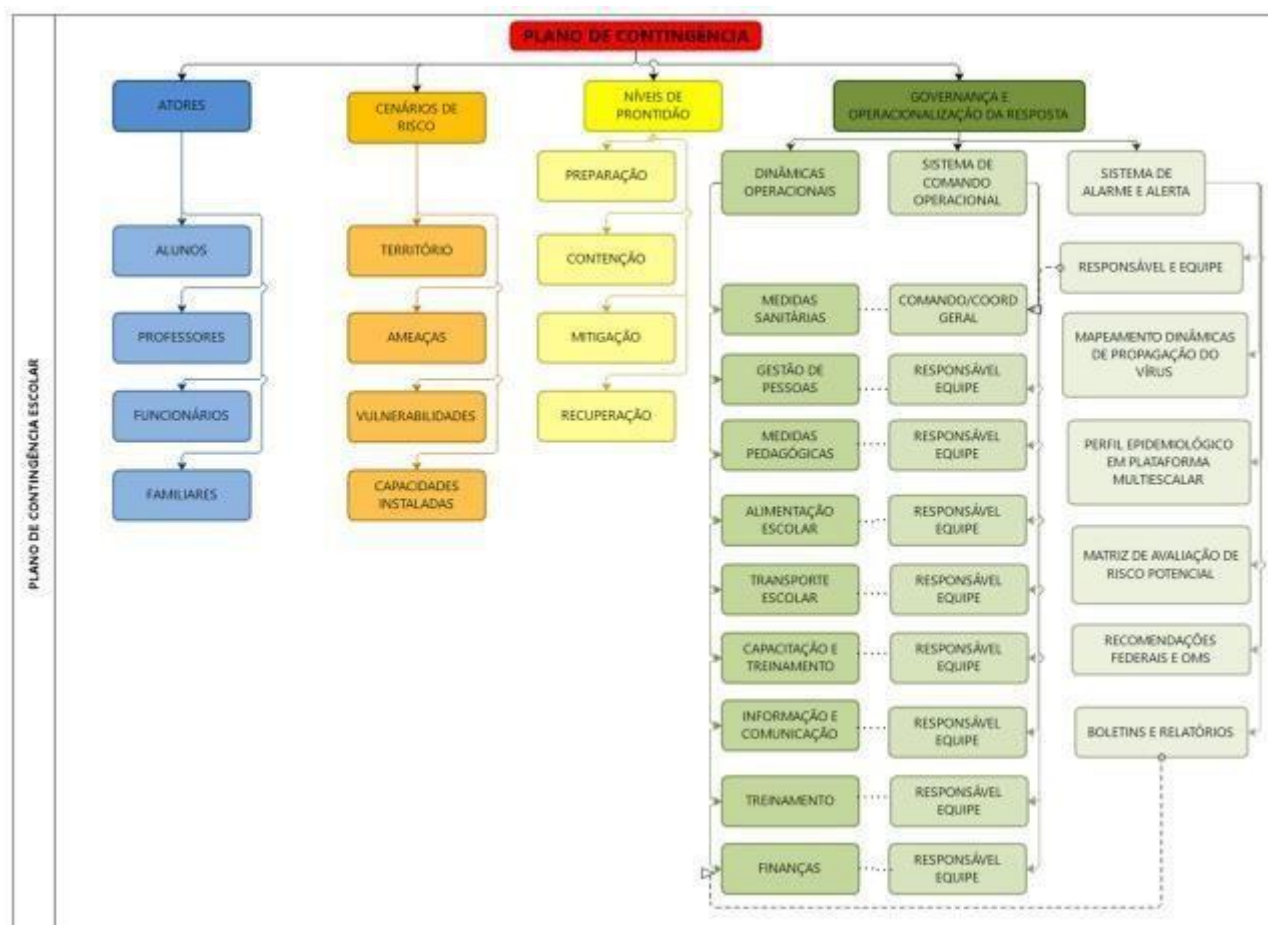 PLANO DE CONTINGÊNCIA ESCOLAR
PLANO DE CONTINGÊNCIA
ATORES
ALUNOS
PROFESSORES
FUNCIONÁRIOS
FAMILIARES
CENÁRIOS DE
RISCO
TERRITÓRIO
AMEAÇAS
VULNERABILIDADES
CAPACIDADES
INSTALADAS
NÍVEIS DE
PRONTIDÃO
PREPARAÇÃO
CONTENÇÃO
MITIGAÇÃO
RECUPERAÇÃO
GOVERNANÇA E
OPERACIONALIZAÇÃO DA RESPOSTA
DINÂMICAS
OPERACIONAIS
MEDIDAS
SANITÁRIAS
GESTÃO DE
PESSOAS
MEDIDAS
PEDAGÓGICAS
ALIMENTAÇÃO
ESCOLAR
TRANSPORTE
ESCOLAR
CAPACITAÇÃO E
TREINAMENTO
INFORMAÇÃO E
COMUNICAÇÃO
TREINAMENTO
FINANÇAS
SISTEMA DE
COMANDO
OPERACIONAL
COMANDO/COORD
GERAL
RESPONSÁVEL
EQUIPE
RESPONSÁVEL
EQUIPE
RESPONSÁVEL
EQUIPE
RESPONSÁVEL
EQUIPE
RESPONSÁVEL
EQUIPE
RESPONSÁVEL
EQUIPE
RESPONSÁVEL
EQUIPE
RESPONSÁVEL
EQUIPE
SISTEMA DE
ALARME E ALERTA
RESPONSÁVEL E EQUIPE
MAPEAMENTO DINÂMICAS
DE PROPAGAÇÃO DO
VÍRUS
PERFIL EPIDEMIOLÓGICO
EM PLATAFORMA
MULTIESCALAR
MATRIZ DE AVALIAÇÃO DE
RISCO POTENCIAL
RECOMENDAÇÕES
FEDERAIS E OMS
BOLETINS E RELATÓRIOS